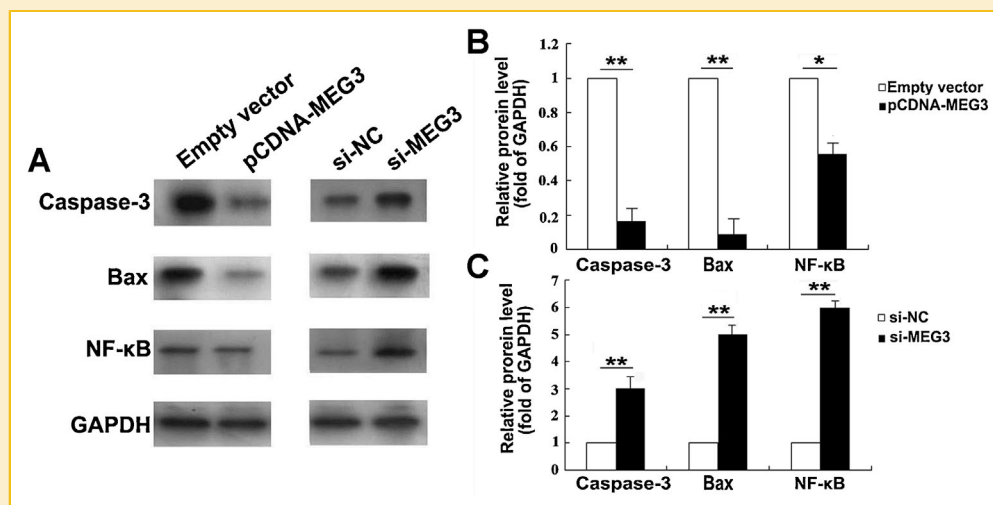 A
Empty vector
pCDNA-MEG3
si-NC
si-MEG3
Caspase-3
Bax
NF-κB
GAPDH
B
Relative prorein level
(fold of GAPDH)
1.2
1
0.8
0.6
0.4
0.2
0
**
**
*
Caspase-3
Bax
NF-κB
Empty vector
pCDNA-MEG3
C
Relative prorein level
(fold of GAPDH)
7
6
5
4
3
2
1
0
**
**
**
Caspase-3
Bax
NF-κB
si-NC
si-MEG3